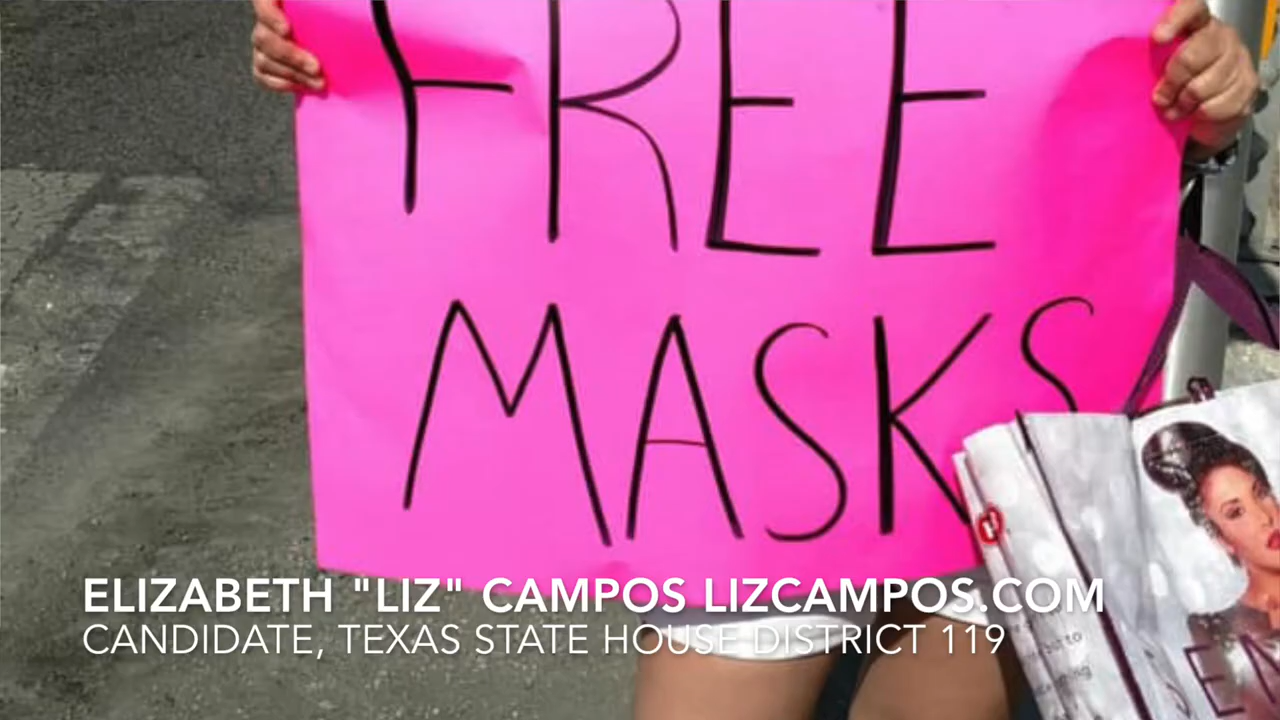 FREE
MASKS
ELIZABETH "LIZ" CAMPOS LIZCAMPOS.COM
CANDIDATE, TEXAS STATE HOUSE DISTRICT 119